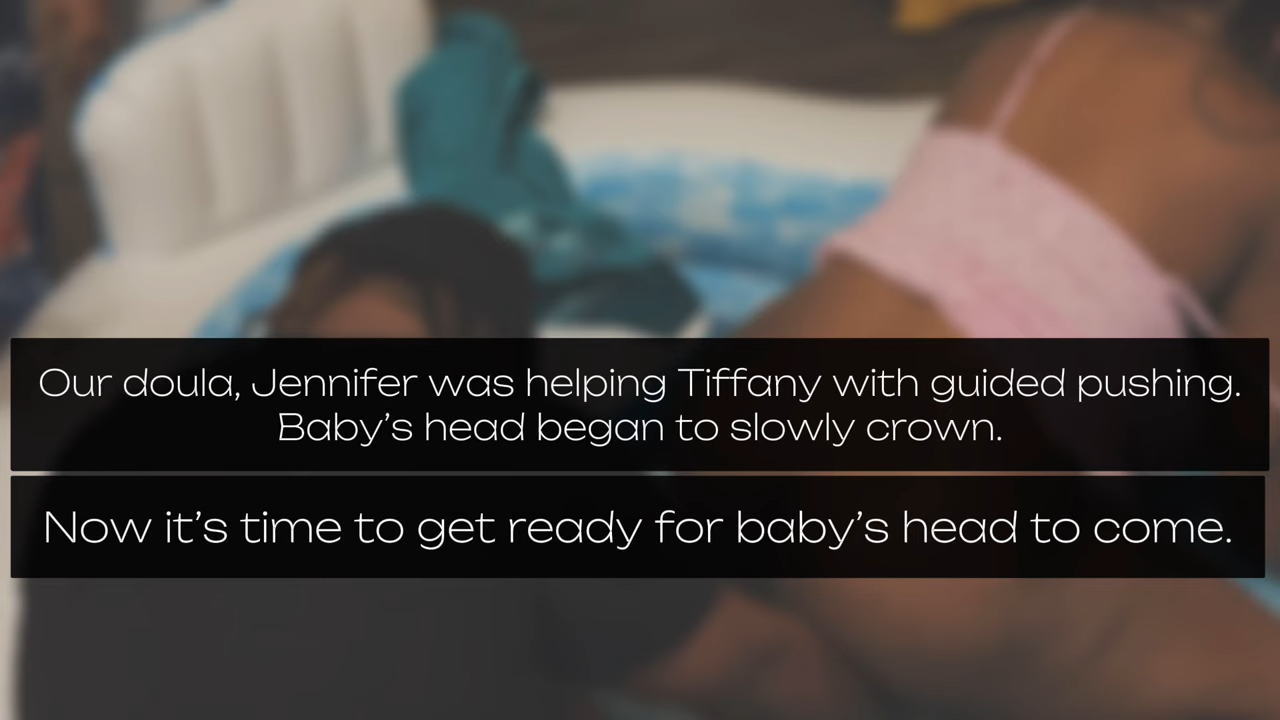 Our doula, Jennifer was helping Tiffany with guided pushing.
Baby’s head began to slowly crown.
Now it’s time to get ready for baby’s head to come.